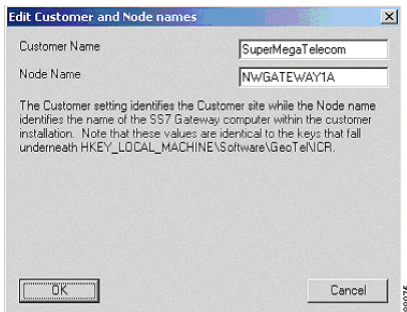 Edit Customer and Node names
Customer Name
SuperMegaTelecom
Node Name
NWGATEWAY1A
The Customer setting identifies the Customer site while the Node name
identifies the name of the SS7 Gateway computer within the customer
installation. Note that these values are identical to the keys that fall
underneath HKEY_LOCAL_MACHINE\Software\GeoTel\ICR.
OK
Cancel